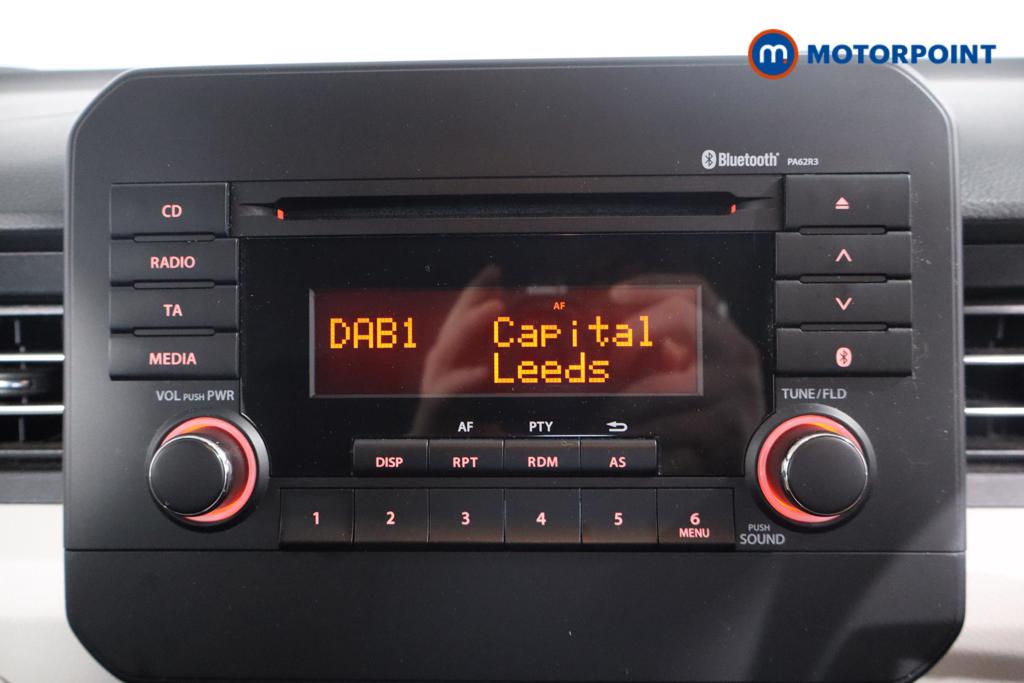 m MOTORPOINT
Bluetooth PA62R3
CD
RADIO
TA
MEDIA
AF
DAB1 Capital
Leeds
VOL PUSH PWR
TUNE/FLD
AF PTY
DISP RPT RDM AS
1 2 3 4 5 6
MENU
PUSH
SOUND